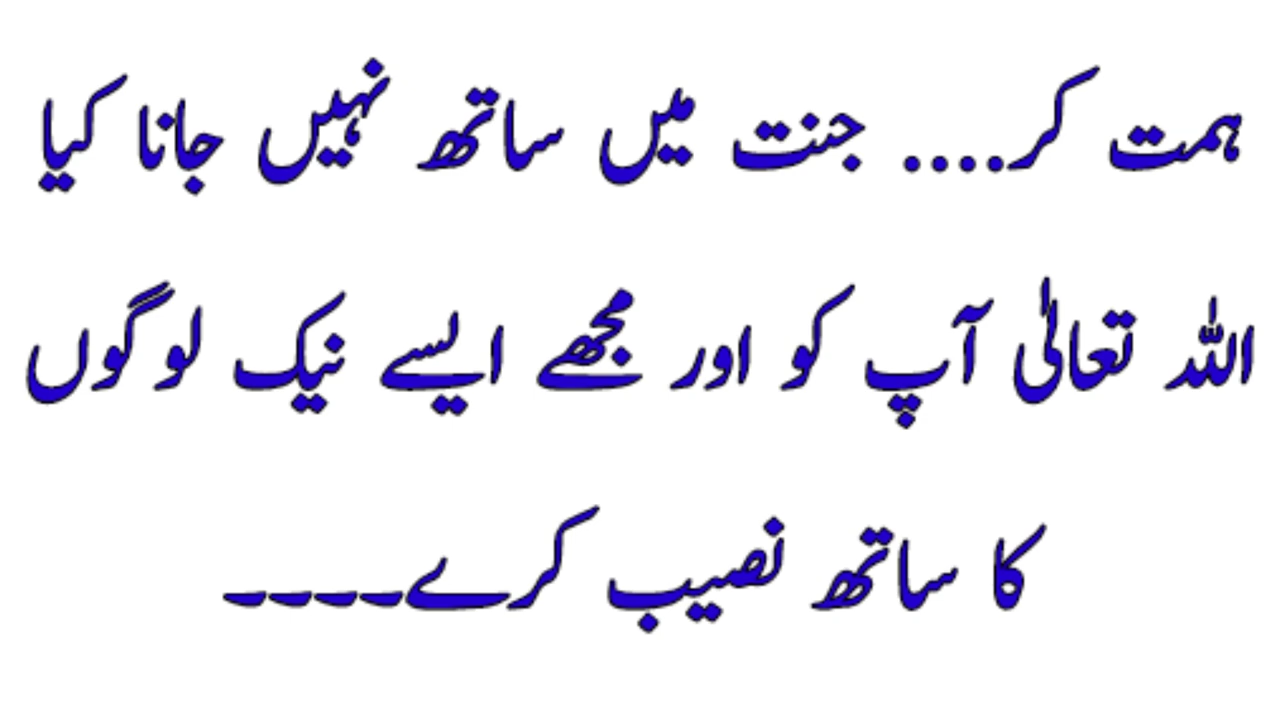 ہمت کر.... جنت میں ساتھ نہیں جانا کیا
اللہ تعالیٰ آپ کو اور مجھے ایسے نیک لوگوں
کا ساتھ نصیب کرے۔۔۔۔